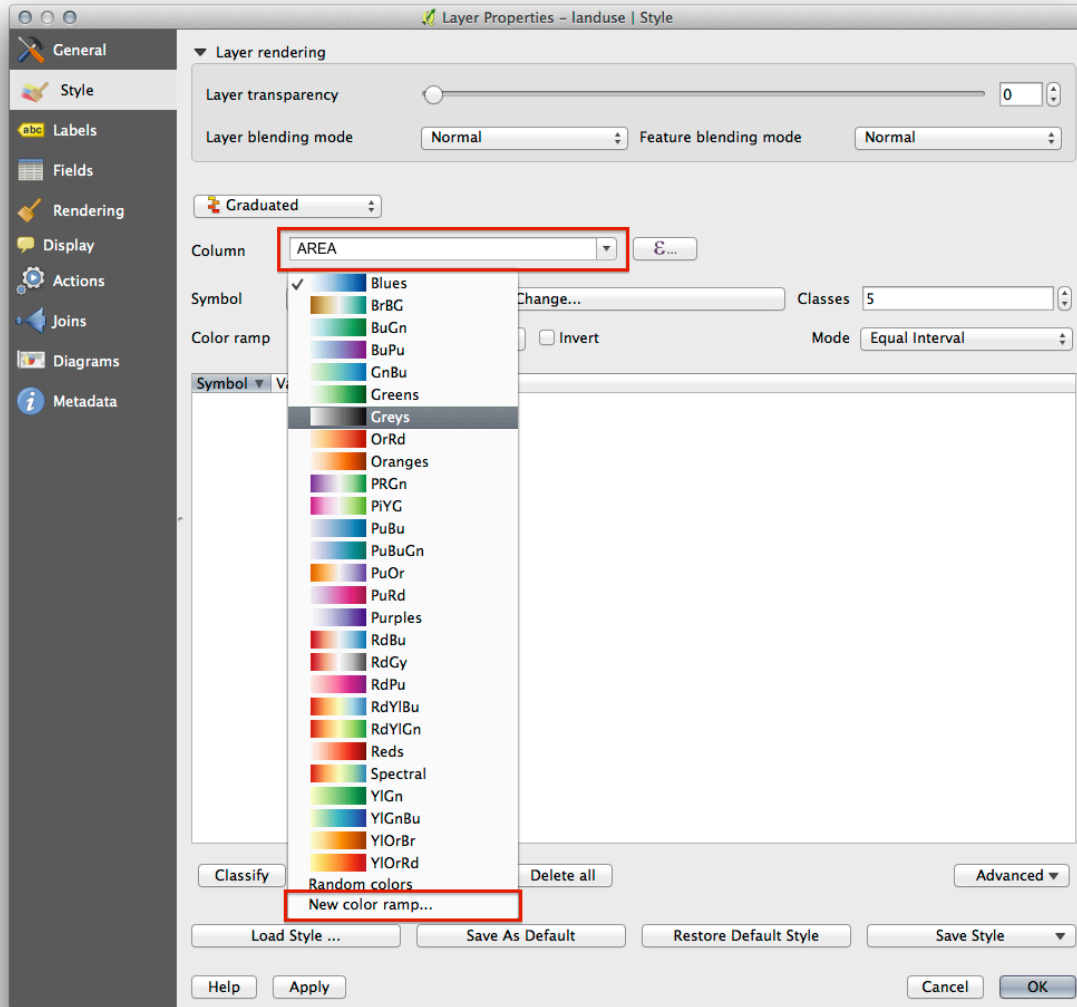 Layer Properties - landuse | Style
General
Style
abc Labels
Fields
Rendering
Display
Actions
Joins
Diagrams
i Metadata
Layer rendering
Layer transparency 0
Layer blending mode Normal Feature blending mode Normal
Graduated
Column AREA ε...
Symbol Change... Classes 5
Color ramp Invert Mode Equal Interval
Symbol
Blues
BrBG
BuGn
BuPu
GnBu
Greens
Greys
OrRd
Oranges
PRGn
PiYG
PuBu
PuBuGn
PuOr
PuRd
Purples
RdBu
RdGy
RdPu
RdYlBu
RdYlGn
Reds
Spectral
YlGn
YlGnBu
YlOrBr
YlOrRd
Random colors
New color ramp...
Classify Delete all Advanced
Load Style ... Save As Default Restore Default Style Save Style
Help Apply Cancel OK